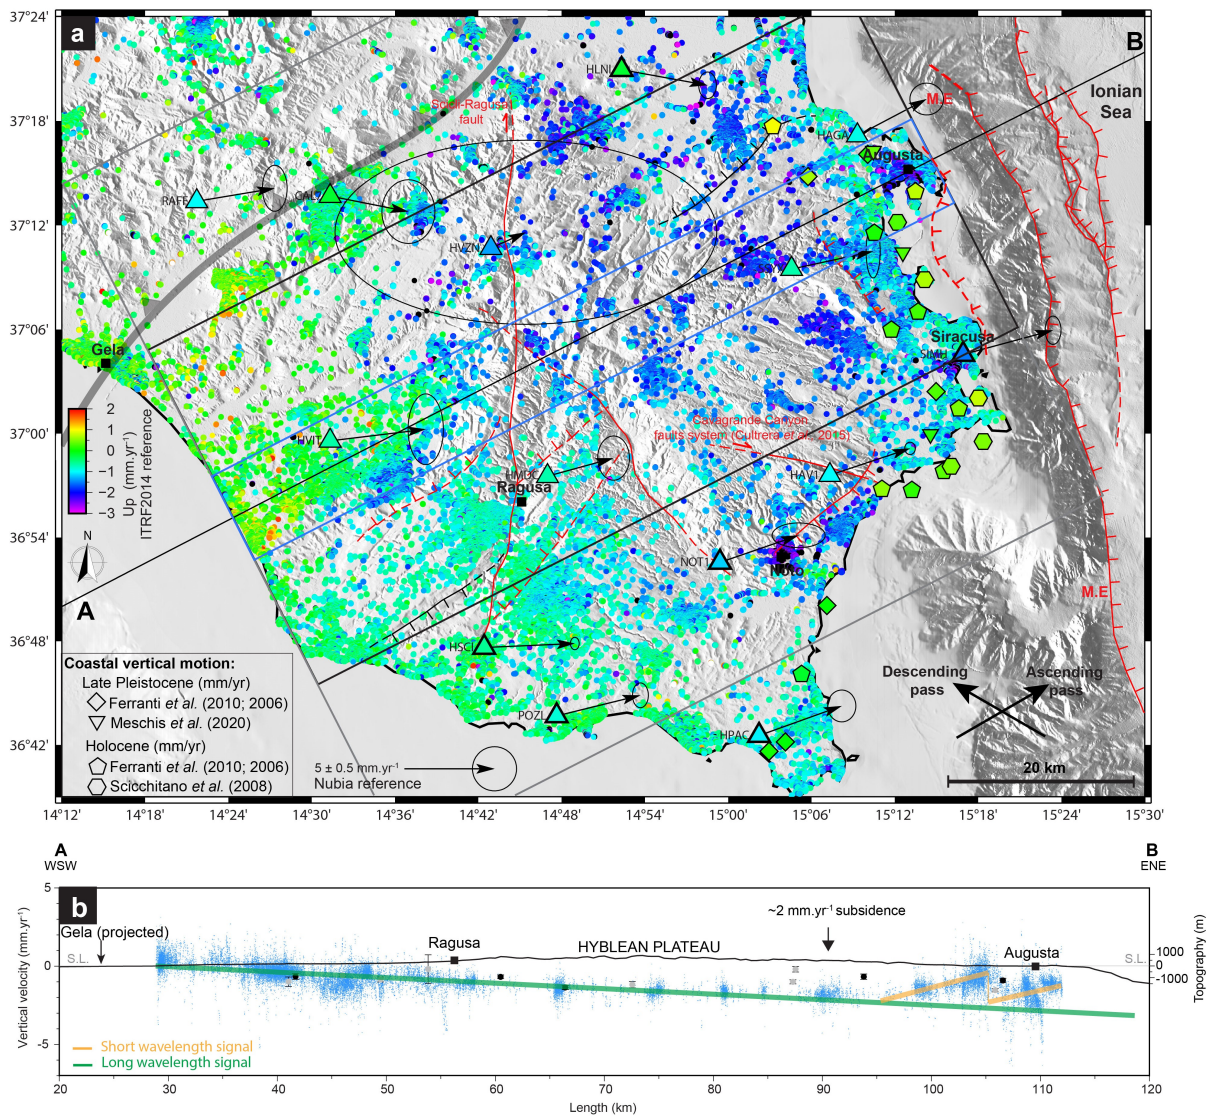 a
B
Ionian
Sea
HLNI
Scicli-Ragusa
fault
M.E
HAGA
Augusta
RAFF
CAL
HVZN
Gela
Siracusa
SIMH
2
1
0
−1
−2
−3
Up (mm.yr-1)
ITRF2014 reference
N
HVIT
Cavagrande Canyon
faults system (Cultrera et al., 2015)
HMDC
Ragusa
HAV1
NOT1
Noto
M.E
A
HSCI
POZL
HPAC
Coastal vertical motion:
Late Pleistocene (mm/yr)
Ferranti et al. (2010; 2006)
Meschis et al. (2020)
Holocene (mm/yr)
Ferranti et al. (2010; 2006)
Scicchitano et al. (2008)
5 ± 0.5 mm.yr-1
Nubia reference
Descending
pass
Ascending
pass
20 km
37°24'
37°18'
37°12'
37°06'
37°00'
36°54'
36°48'
36°42'
14°12' 14°18' 14°24' 14°30' 14°36' 14°42' 14°48' 14°54' 15°00' 15°06' 15°12' 15°18' 15°24' 15°30'
A
WSW
B
ENE
b
Gela (projected)
S.L.
Ragusa
HYBLEAN PLATEAU
~2 mm.yr-1 subsidence
Augusta
S.L.
1000
0
-1000
Topography (m)
5
0
-5
Vertical velocity (mm.yr-1)
Short wavelength signal
Long wavelength signal
20 30 40 50 60 70 80 90 100 110 120
Length (km)